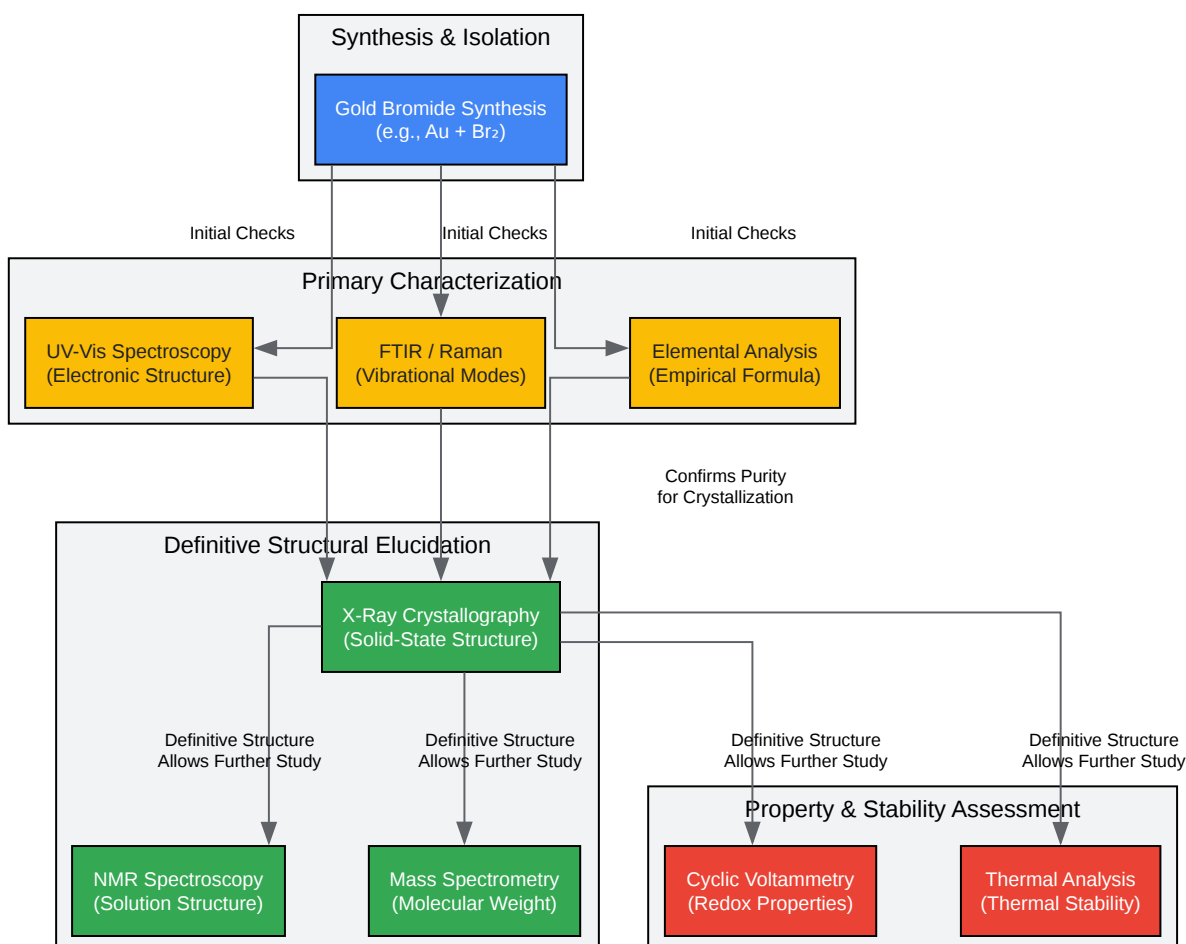 Synthesis & Isolation
Gold Bromide Synthesis
(e.g., Au + Br₂)
Initial Checks
Initial Checks
Initial Checks
Primary Characterization
UV-Vis Spectroscopy
(Electronic Structure)
FTIR / Raman
(Vibrational Modes)
Elemental Analysis
(Empirical Formula)
Confirms Purity
for Crystallization
Definitive Structural Elucidation
X-Ray Crystallography
(Solid-State Structure)
Definitive Structure
Allows Further Study
Definitive Structure
Allows Further Study
Definitive Structure
Allows Further Study
Definitive Structure
Allows Further Study
Property & Stability Assessment
NMR Spectroscopy
(Solution Structure)
Mass Spectrometry
(Molecular Weight)
Cyclic Voltammetry
(Redox Properties)
Thermal Analysis
(Thermal Stability)